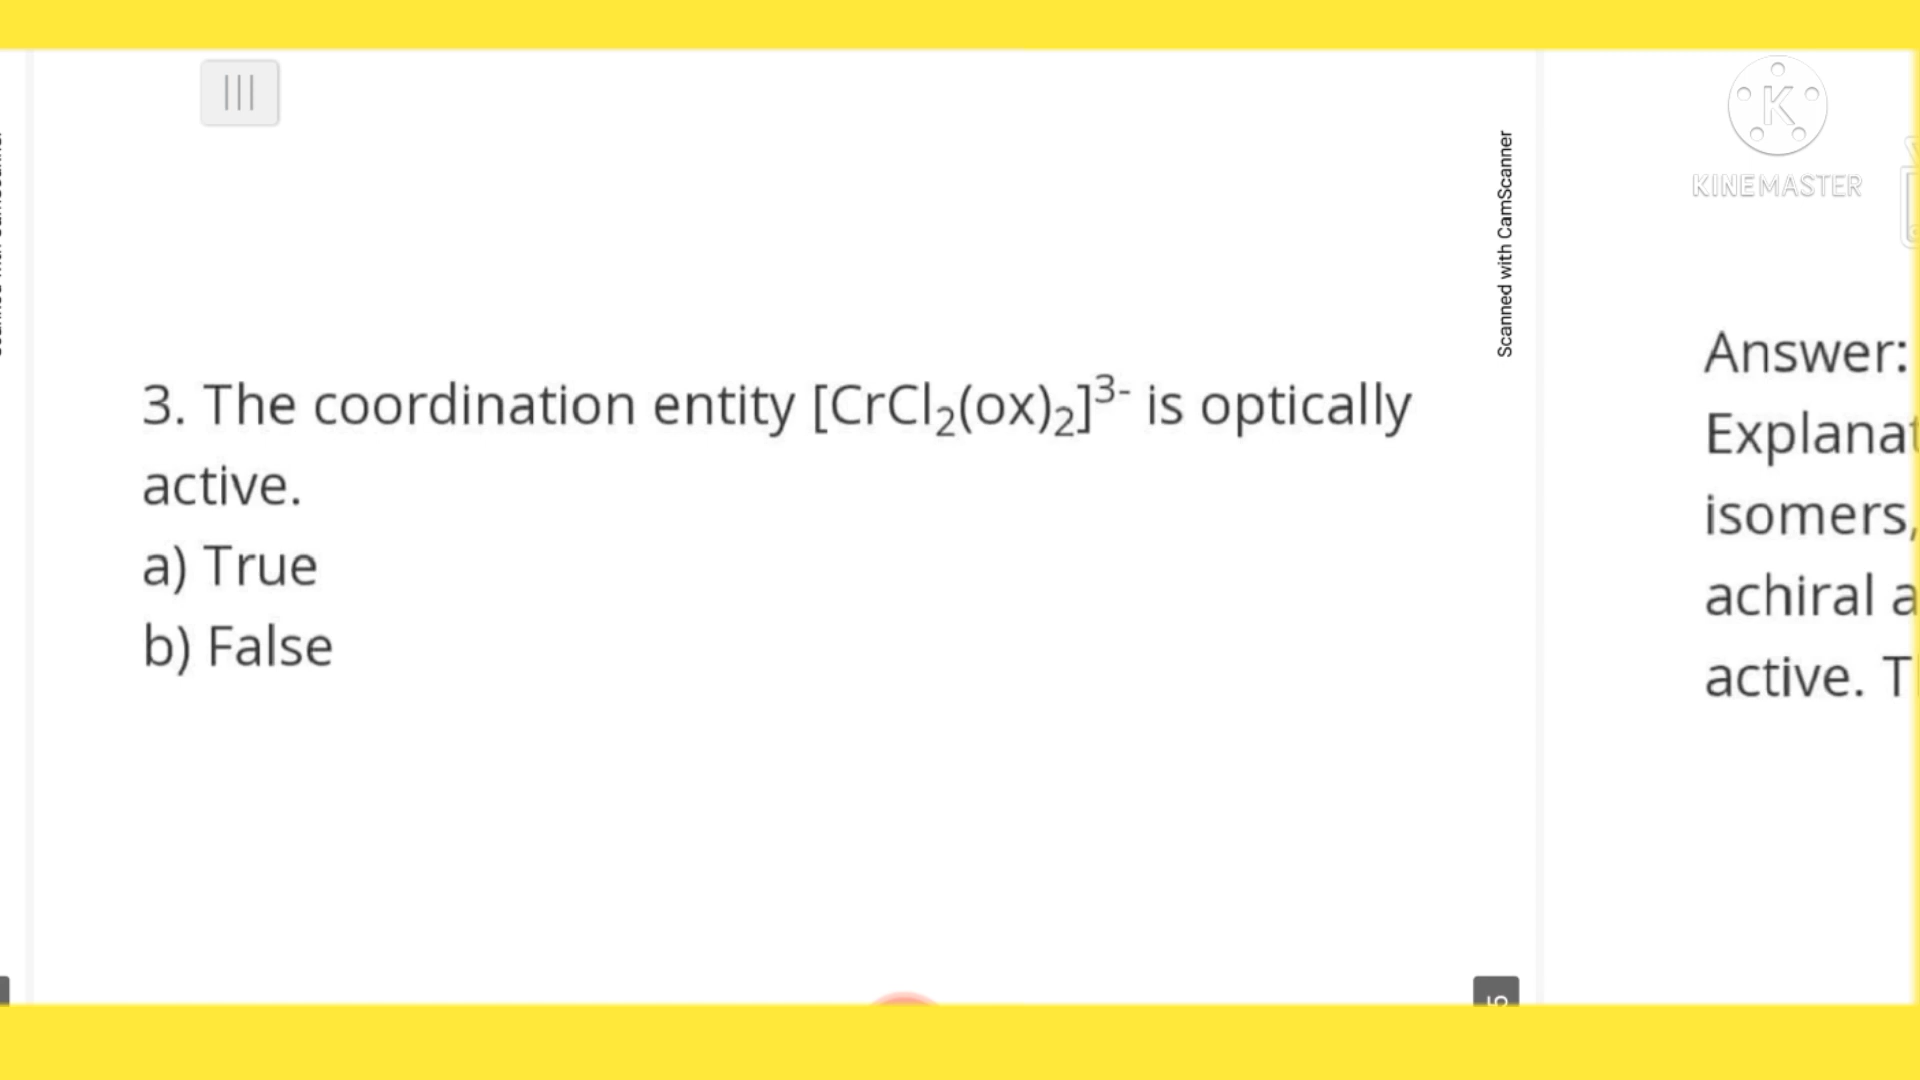 Scanned with CamScanner
KINEMASTER
3. The coordination entity [CrCl₂(ox)₂]³⁻ is optically
active.
a) True
b) False
Answer:
isomers,
achiral
active.
5